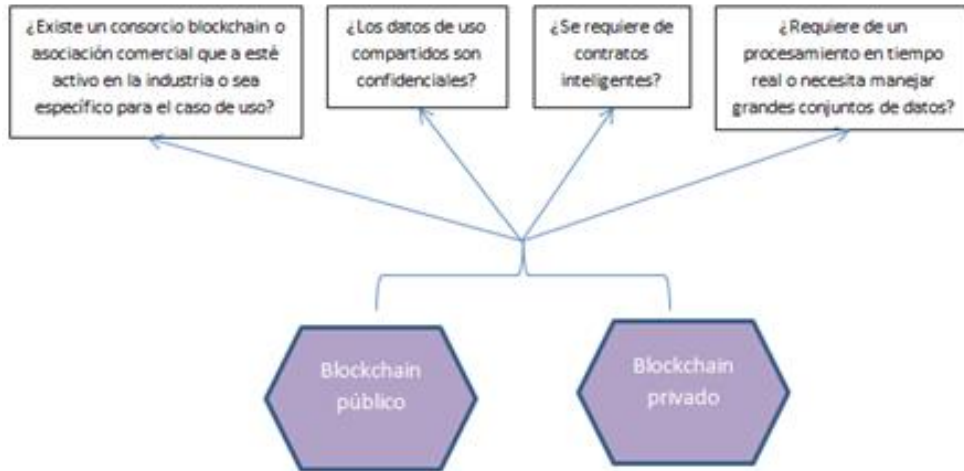 ¿Existe un consorcio blockchain o
asociación comercial que a esté
activo en la industria o sea
específico para el caso de uso?
¿Los datos de uso
compartidos son
confidenciales?
¿Se requiere de
contratos
inteligentes?
¿Requiere de un
procesamiento en tiempo
real o necesita manejar
grandes conjuntos de datos?
Blockchain
público
Blockchain
privado